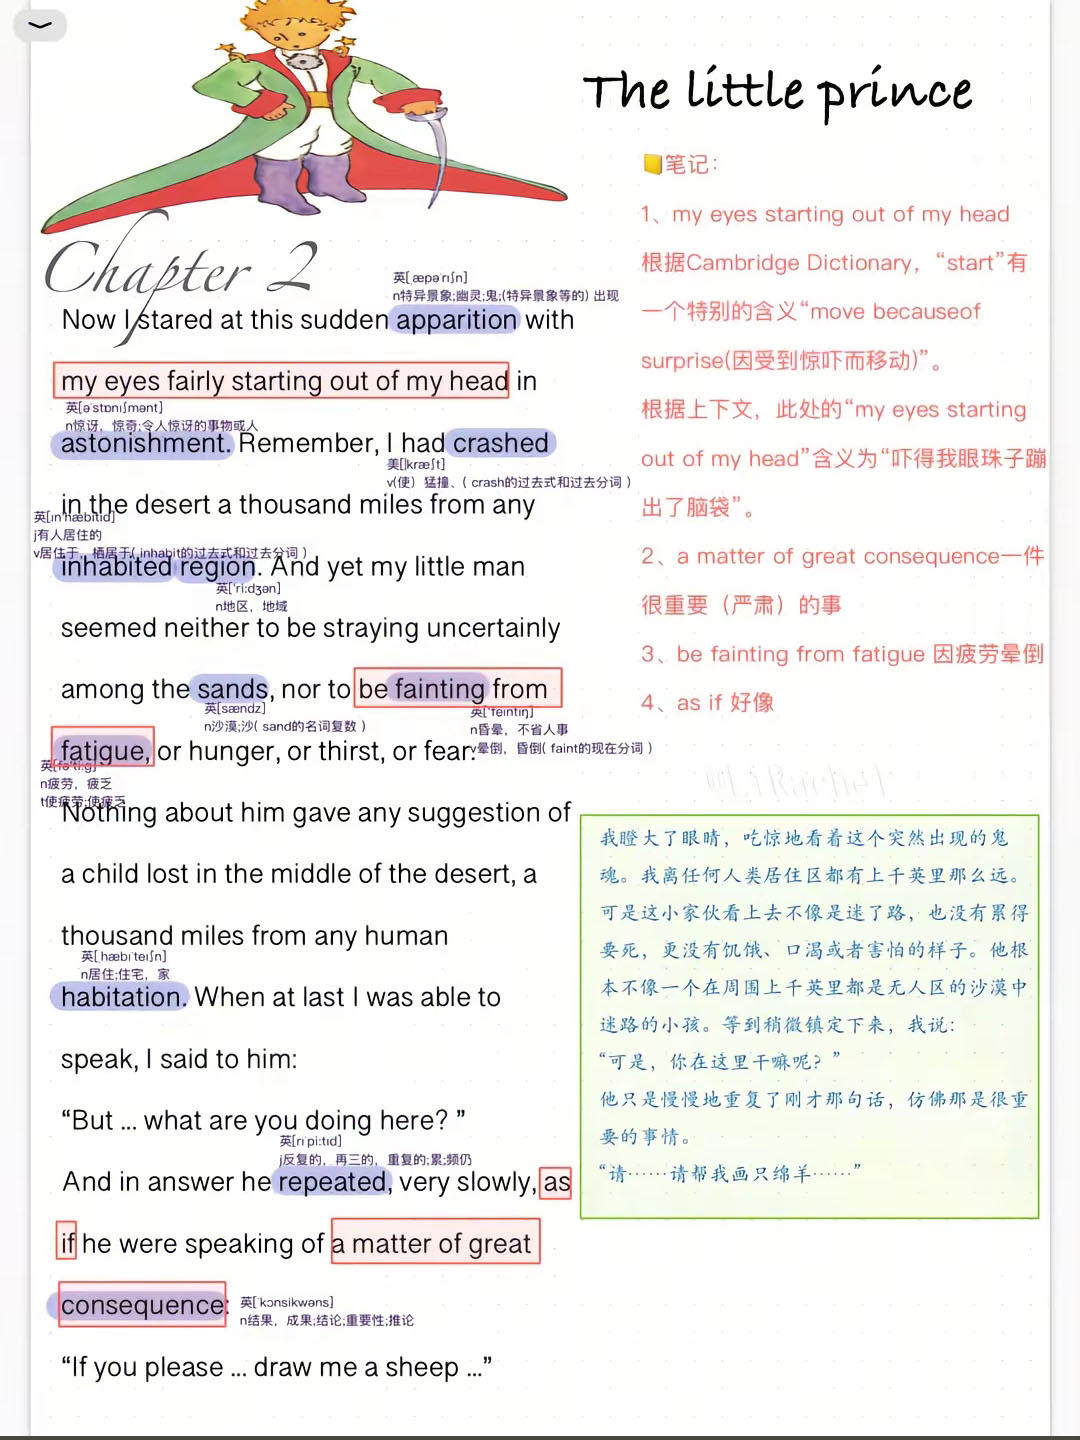 The little prince
Chapter 2
英[ˌæpəˈrɪʃn]
n特异景象;幽灵;鬼;(特异景象等的) 出现
Now I stared at this sudden apparition with
my eyes fairly starting out of my head in
英[əˈstɒnɪʃmənt]
n惊讶，惊奇;令人惊讶的事物或人
astonishment. Remember, I had crashed
美[|kræʃt]
v(使）猛撞、( crash的过去式和过去分词 )
in the desert a thousand miles from any
英[ɪnˈhæbɪtɪd]
j有人居住的
v居住于，栖居于( inhabit的过去式和过去分词 )
inhabited region. And yet my little man
英['ri:dʒən]
n地区，地域
seemed neither to be straying uncertainly
among the sands, nor to be fainting from
英[sændz]
n沙漠;沙( sand的名词复数 )
英['feintiŋ]
n昏晕，不省人事
v晕倒，昏倒( faint的现在分词 )
fatigue, or hunger, or thirst, or fear.
英[fəˈti:g]
n疲劳，疲乏
t使疲劳;使疲乏
Nothing about him gave any suggestion of
a child lost in the middle of the desert, a
thousand miles from any human
英[ˌhæbɪˈteɪʃn]
n居住;住宅，家
habitation. When at last I was able to
speak, I said to him:
“But ... what are you doing here? ”
英[rɪˈpi:tɪd]
j反复的，再三的，重复的;累;频仍
And in answer he repeated, very slowly, as
if he were speaking of a matter of great
consequence:
英[ˈkɔnsikwəns]
n结果，成果;结论;重要性;推论
“If you please ... draw me a sheep ...”
笔记：
1、my eyes starting out of my head
根据Cambridge Dictionary，“start”有
一个特别的含义“move becauseof
surprise(因受到惊吓而移动)”。
根据上下文，此处的“my eyes starting
out of my head”含义为“吓得我眼珠子蹦
出了脑袋”。
2、a matter of great consequence一件
很重要（严肃）的事
3、be fainting from fatigue 因疲劳晕倒
4、as if 好像
我瞪大了眼睛，吃惊地看着这个突然出现的鬼
魂。我离任何人类居住区都有上千英里那么远。
可是这小家伙看上去不像是迷了路，也没有累得
要死，更没有饥饿、口渴或者害怕的样子。他根
本不像一个在周围上千英里都是无人区的沙漠中
迷路的小孩。等到稍微镇定下来，我说：
“可是，你在这里干嘛呢？”
他只是慢慢地重复了刚才那句话，仿佛那是很重
要的事情。
“请……请帮我画只绵羊……”